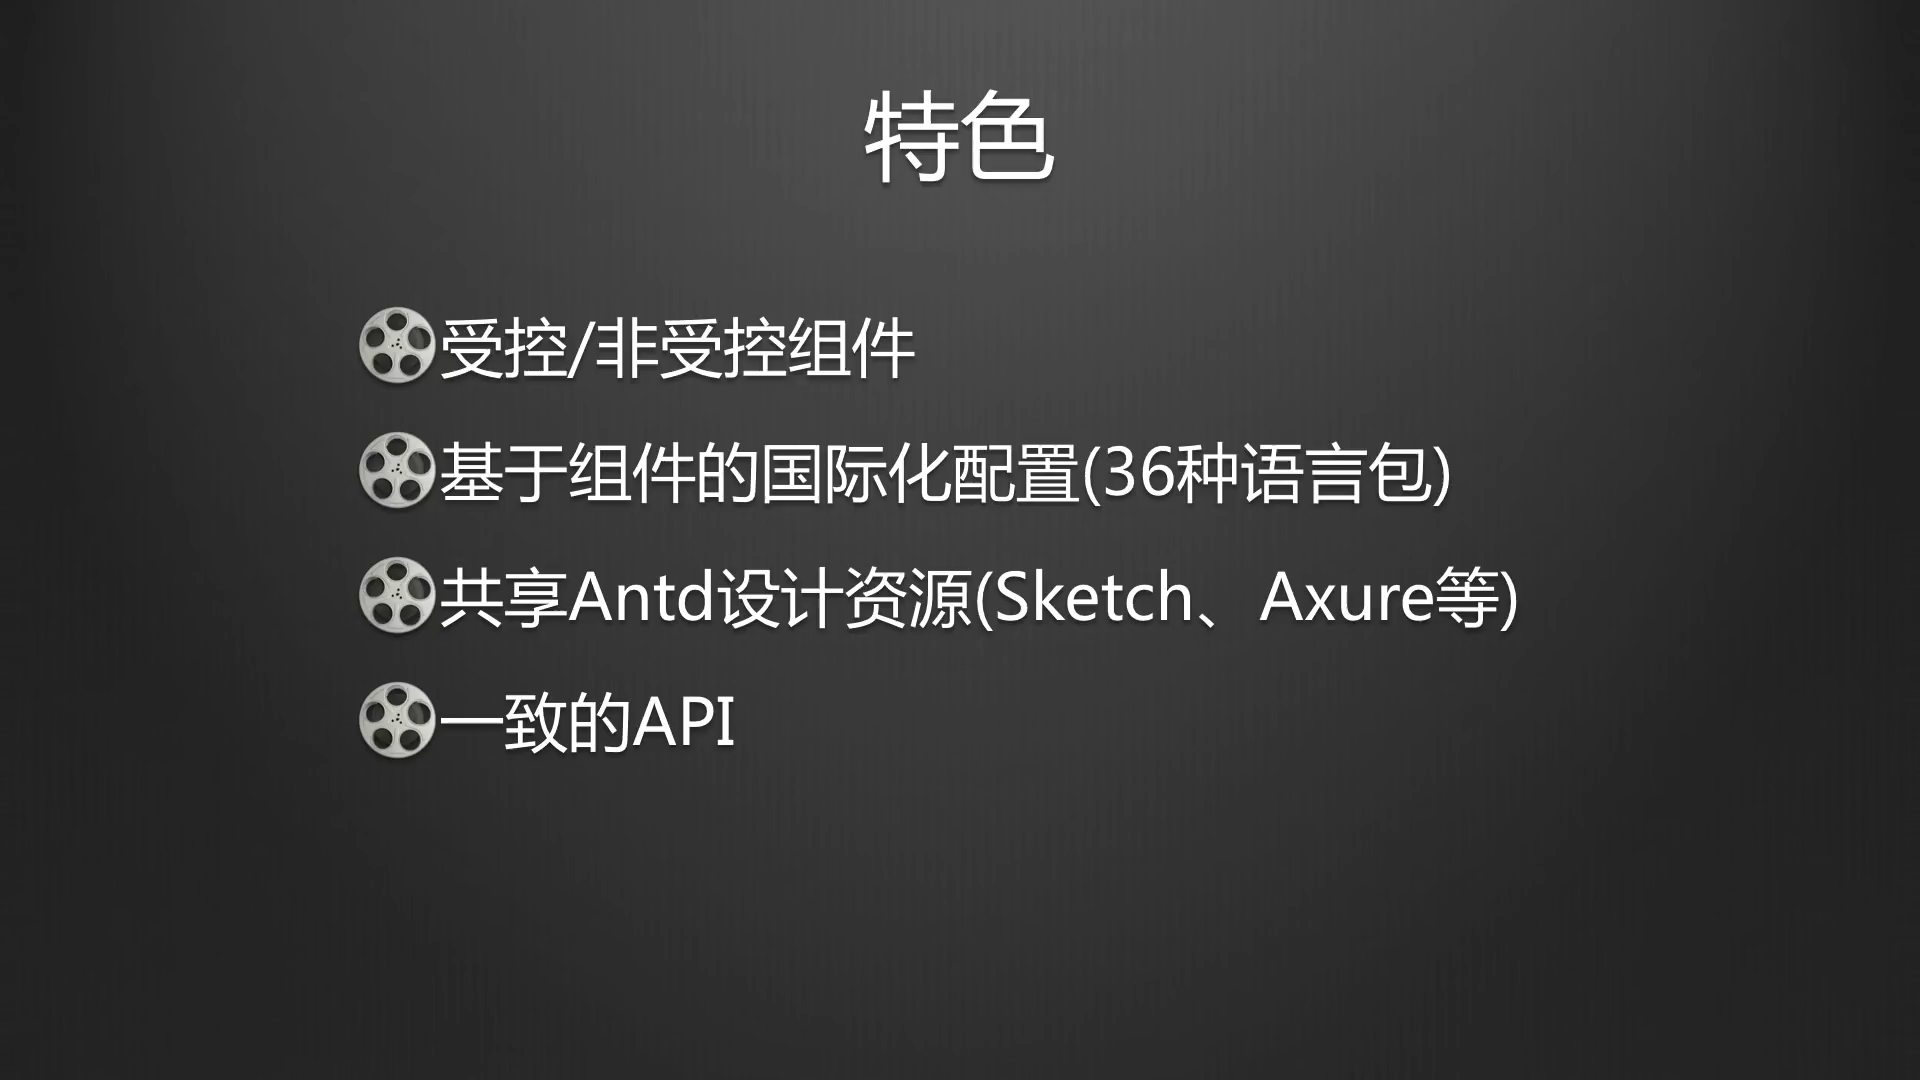 特色
受控/非受控组件
基于组件的国际化配置(36种语言包)
共享Antd设计资源(Sketch、Axure等)
一致的API